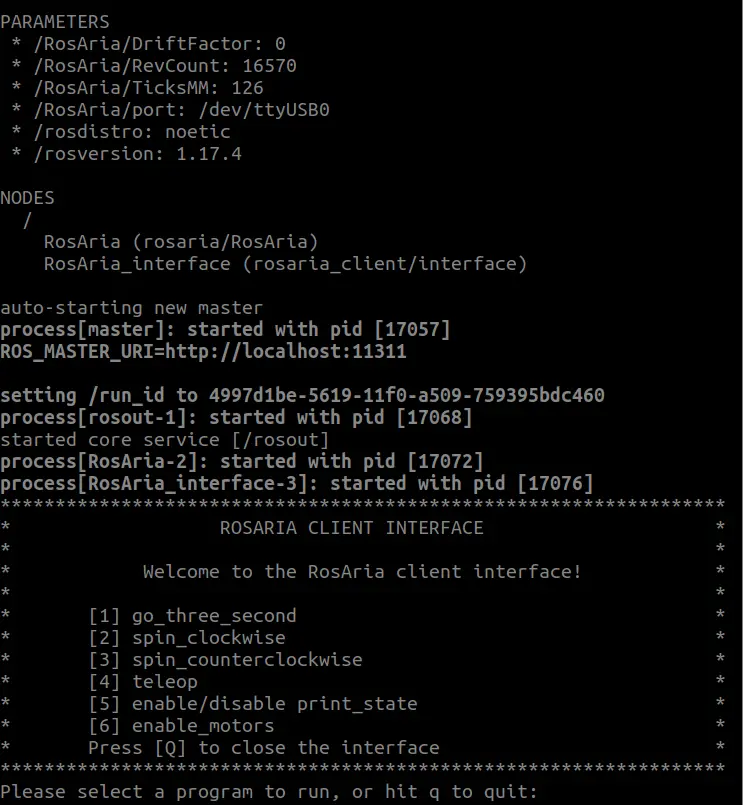 PARAMETERS
* /RosAria/DriftFactor: 0
* /RosAria/RevCount: 16570
* /RosAria/TicksMM: 126
* /RosAria/port: /dev/ttyUSB0
* /rosdistro: noetic
* /rosversion: 1.17.4
NODES
/
RosAria (rosaria/RosAria)
RosAria_interface (rosaria_client/interface)
auto-starting new master
process[master]: started with pid [17057]
ROS_MASTER_URI=http://localhost:11311
setting /run_id to 4997d1be-5619-11f0-a509-759395bdc460
process[rosout-1]: started with pid [17068]
started core service [/rosout]
process[RosAria-2]: started with pid [17072]
process[RosAria_interface-3]: started with pid [17076]
******************************************************************
* ROSARIA CLIENT INTERFACE *
* *
* Welcome to the RosAria client interface! *
* *
* [1] go_three_second *
* [2] spin_clockwise *
* [3] spin_counterclockwise *
* [4] teleop *
* [5] enable/disable print_state *
* [6] enable_motors *
* Press [Q] to close the interface *
******************************************************************
Please select a program to run, or hit q to quit: